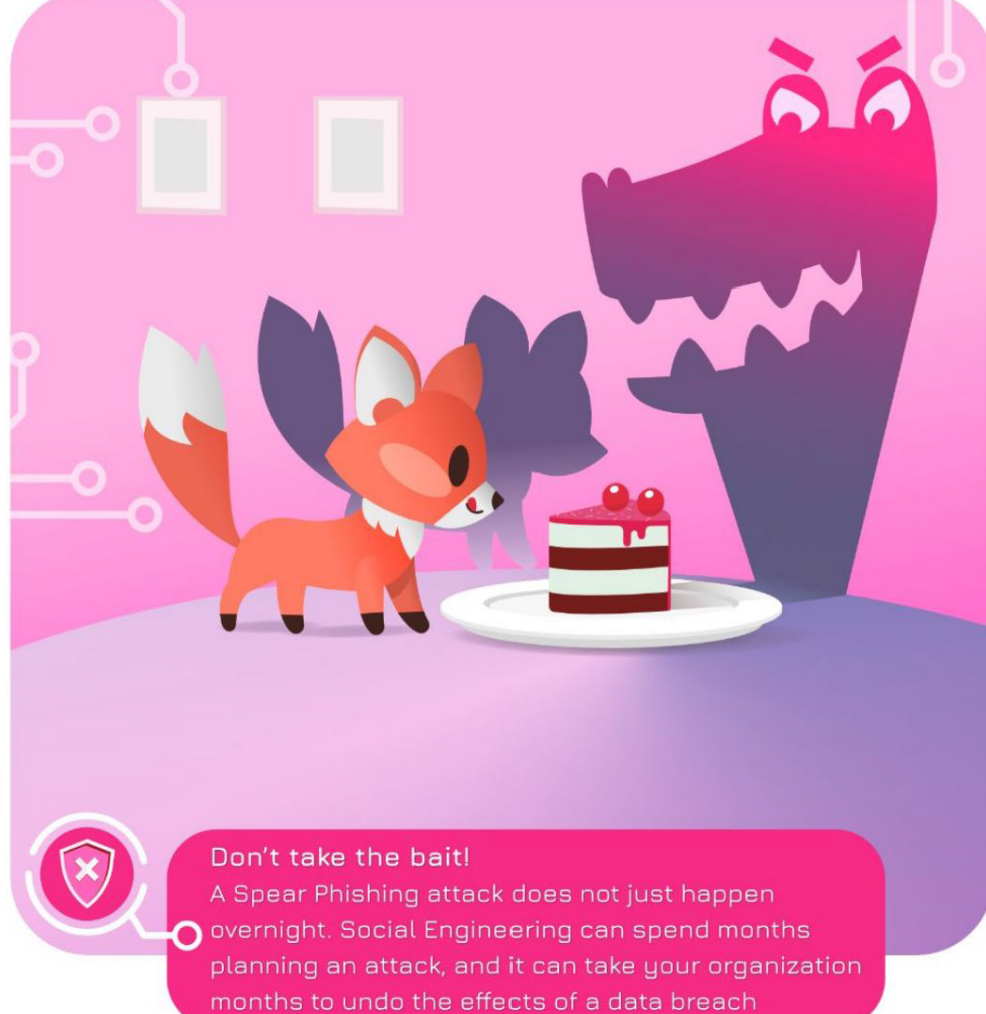 Don't take the bait!
A Spear Phishing attack does not just happen
overnight. Social Engineering can spend months
planning an attack, and it can take your organization
months to undo the effects of a data breach